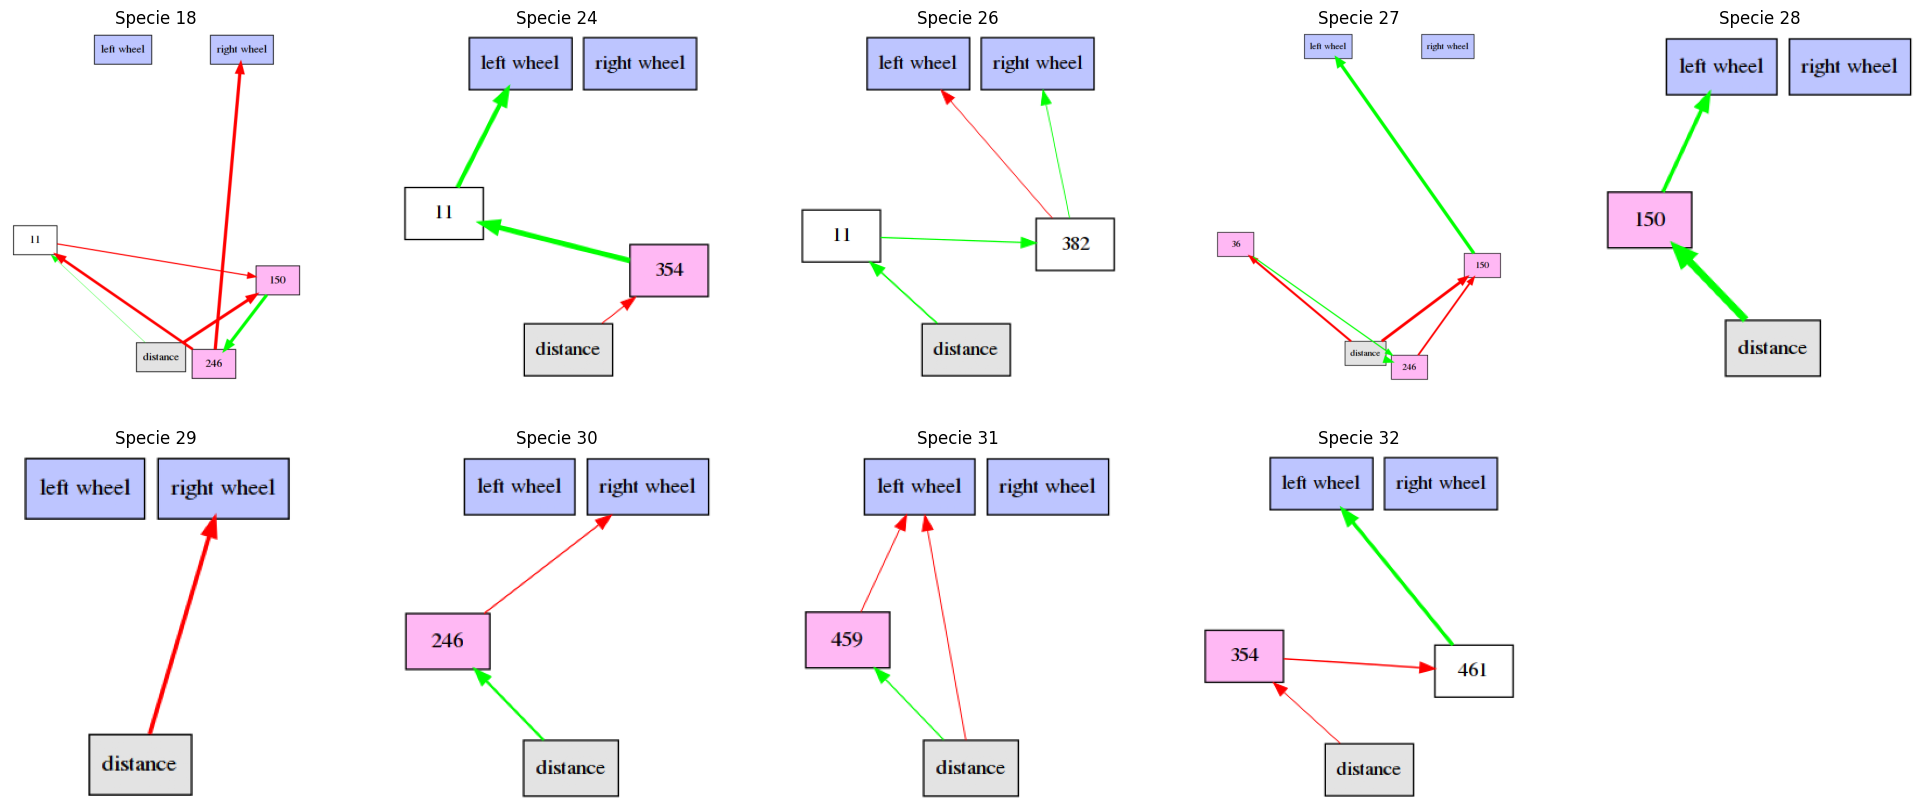 Specie 18
left wheel
right wheel
11
150
distance
246
Specie 24
left wheel
right wheel
11
354
distance
Specie 26
left wheel
right wheel
11
382
distance
Specie 27
left wheel
right wheel
36
150
distance
246
Specie 28
left wheel
right wheel
150
distance
Specie 29
left wheel
right wheel
distance
Specie 30
left wheel
right wheel
246
distance
Specie 31
left wheel
right wheel
459
distance
Specie 32
left wheel
right wheel
354
461
distance